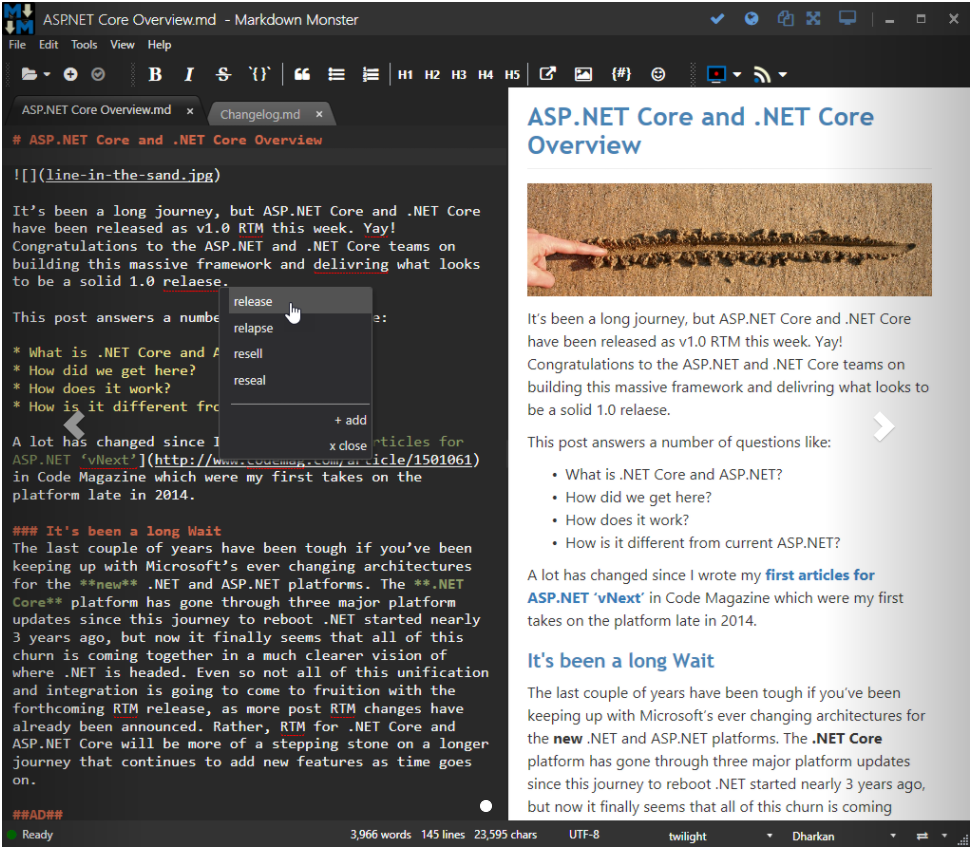 ASP.NET Core Overview.md - Markdown Monster
File Edit Tools View Help
B I S `{}` H1 H2 H3 H4 H5 {#}
ASP.NET Core Overview.md × Changelog.md ×
# ASP.NET Core and .NET Core Overview
![](line-in-the-sand.jpg)
It’s been a long journey, but ASP.NET Core and .NET Core
have been released as v1.0 RTM this week. Yay!
Congratulations to the ASP.NET and .NET Core teams on
building this massive framework and delivring what looks
to be a solid 1.0 relaese.
This post answers a numbe e:
* What is .NET Core and A
* How did we get here?
* How does it work?
* How is it different fro
release
relapse
resell
reseal
+ add
x close
A lot has changed since I rticles for
ASP.NET ‘vNext’](http://www.codemag.com/article/1501061)
in Code Magazine which were my first takes on the
platform late in 2014.
### It's been a long Wait
The last couple of years have been tough if you’ve been
keeping up with Microsoft’s ever changing architectures
for the **new** .NET and ASP.NET platforms. The **.NET
Core** platform has gone through three major platform
updates since this journey to reboot .NET started nearly
3 years ago, but now it finally seems that all of this
churn is coming together in a much clearer vision of
where .NET is headed. Even so not all of this unification
and integration is going to come to fruition with the
forthcoming RTM release, as more post RTM changes have
already been announced. Rather, RTM for .NET Core and
ASP.NET Core will be more of a stepping stone on a longer
journey that continues to add new features as time goes
on.
##AD##
ASP.NET Core and .NET Core
Overview
It’s been a long journey, but ASP.NET Core and .NET Core
have been released as v1.0 RTM this week. Yay!
Congratulations to the ASP.NET and .NET Core teams on
building this massive framework and delivring what looks to
be a solid 1.0 relaese.
This post answers a number of questions like:
• What is .NET Core and ASP.NET?
• How did we get here?
• How does it work?
• How is it different from current ASP.NET?
A lot has changed since I wrote my first articles for
ASP.NET ‘vNext’ in Code Magazine which were my first
takes on the platform late in 2014.
It's been a long Wait
The last couple of years have been tough if you’ve been
keeping up with Microsoft’s ever changing architectures for
the new .NET and ASP.NET platforms. The .NET Core
platform has gone through three major platform updates
since this journey to reboot .NET started nearly 3 years ago,
but now it finally seems that all of this churn is coming
Ready 3,966 words 145 lines 23,595 chars UTF-8 twilight Dharkan